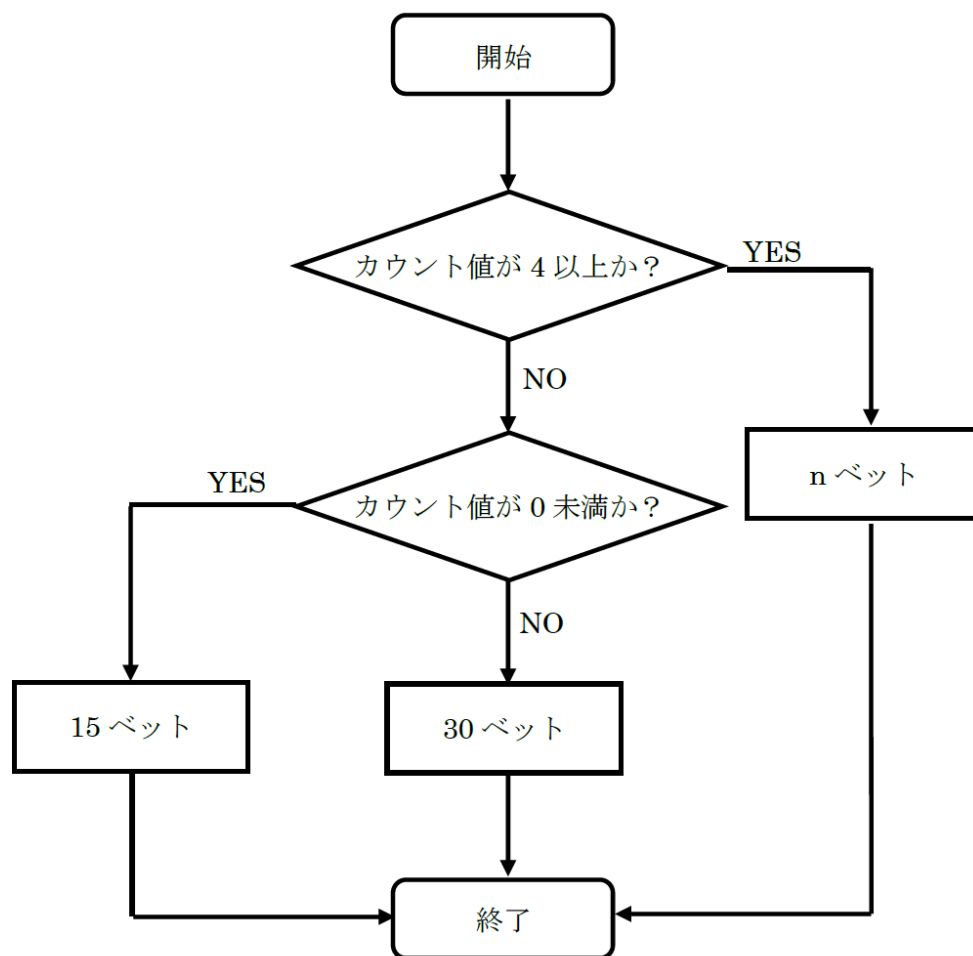 開始
カウント値が 4 以上か？
YES
NO
n ベット
YES
カウント値が 0 未満か？
NO
15 ベット
30 ベット
終了